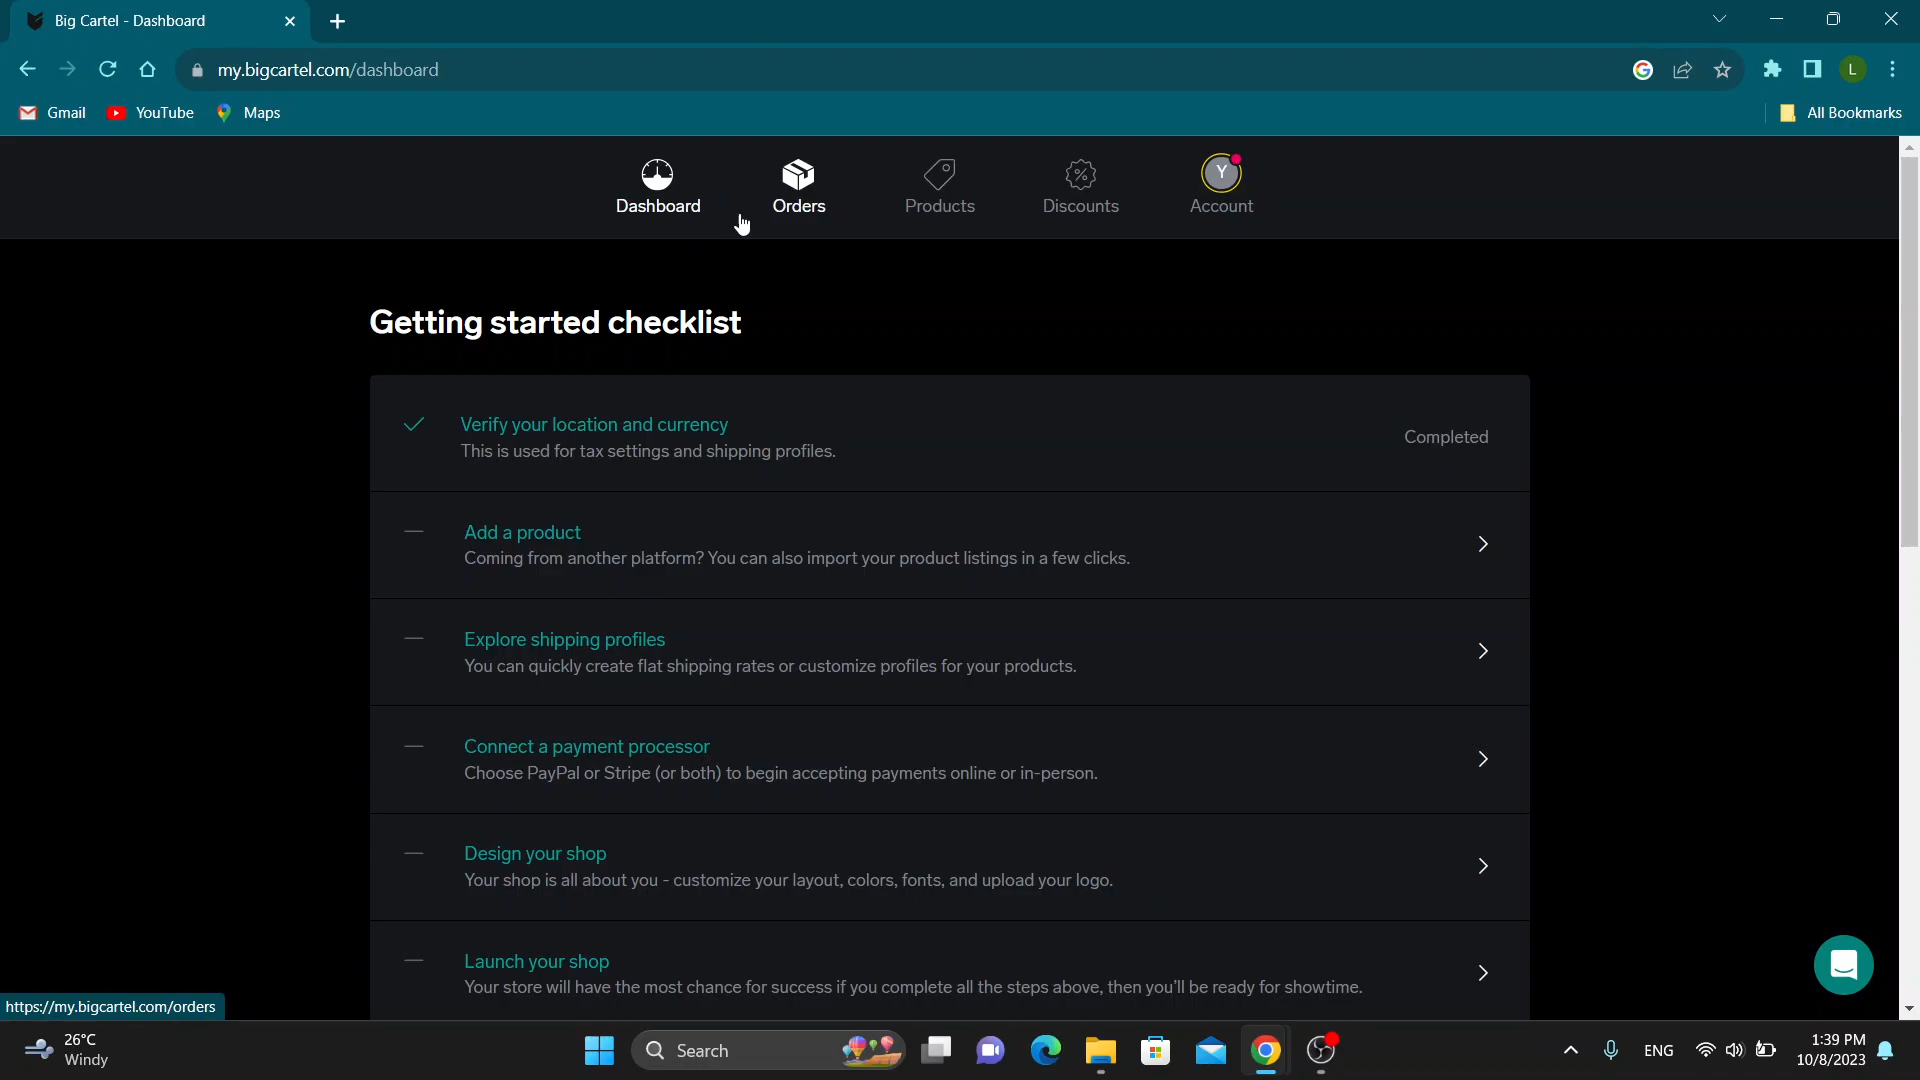 Big Cartel - Dashboard
my.bigcartel.com/dashboard
L
Gmail
YouTube
Maps
All Bookmarks
Dashboard
Orders
Products
Discounts
Y
Account
Getting started checklist
Verify your location and currency
This is used for tax settings and shipping profiles.
Completed
Add a product
Coming from another platform? You can also import your product listings in a few clicks.
Explore shipping profiles
You can quickly create flat shipping rates or customize profiles for your products.
Connect a payment processor
Choose PayPal or Stripe (or both) to begin accepting payments online or in-person.
Design your shop
Your shop is all about you - customize your layout, colors, fonts, and upload your logo.
Launch your shop
Your store will have the most chance for success if you complete all the steps above, then you'll be ready for showtime.
https://my.bigcartel.com/orders
26°C
Windy
Search
ENG
1:39 PM
10/8/2023